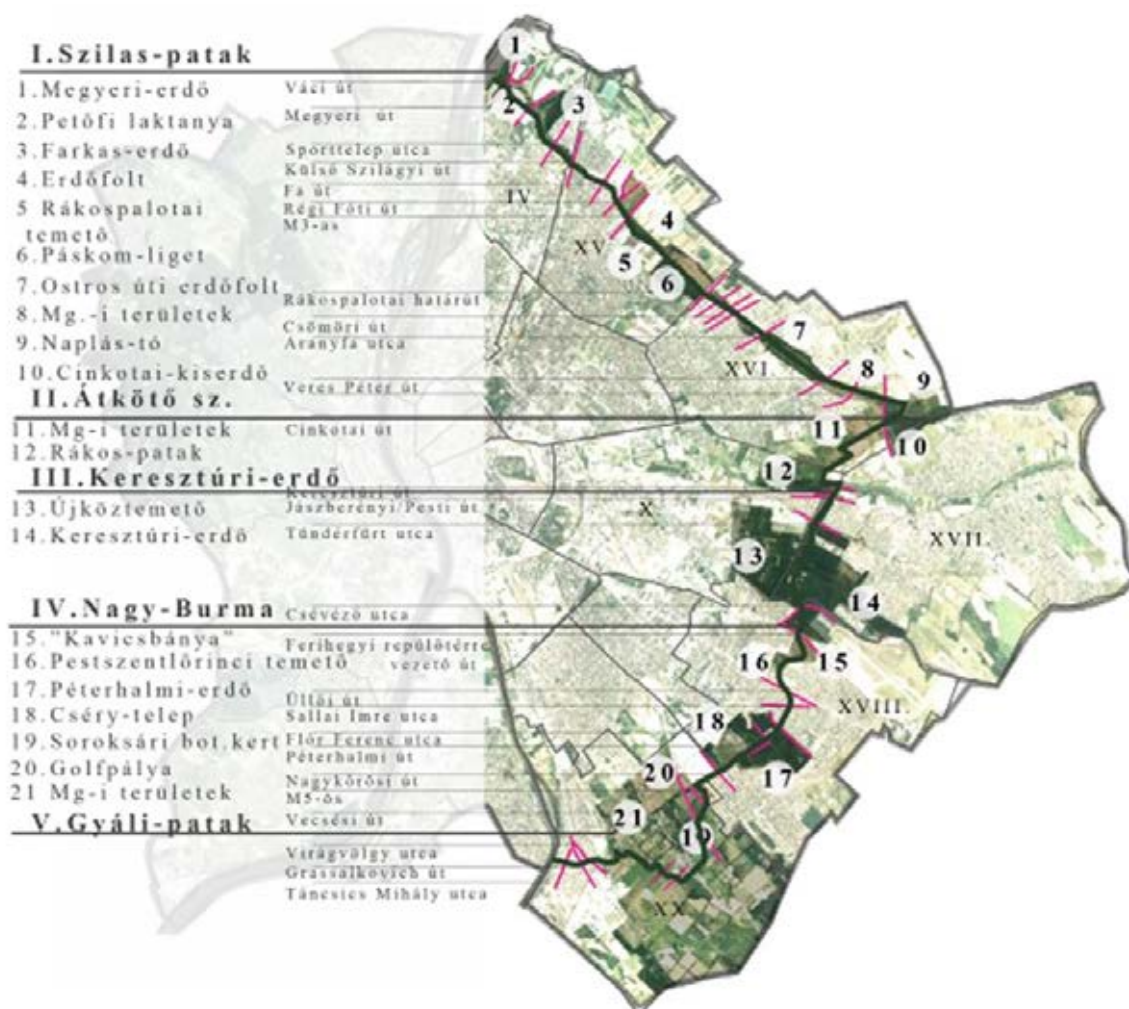 I.Szilas-patak
1.Megyeri-erdő
2.Petőfi laktanya
3.Farkas-erdő
4.Erdőfolt
5 Rákospalotai
temető
6.Páskom-liget
7.Ostros úti erdőfolt
8.Mg.-i területek
9.Naplás-tó
10.Cinkotai-kiserdő
II.Átkötő sz.
11.Mg-i területek
12.Rákos-patak
III.Keresztúri-erdő
13.Újköztemető
14.Keresztúri-erdő
IV.Nagy-Burma
15."Kavicsbánya"
16.Pestszentlőrinci temető
17.Péterhalmi-erdő
18.Cséry-telep
19.Soroksári bot.kert
20.Golfpálya
21 Mg-i területek
V.Gyáli-patak
Váci út
Megyeri út
Sporttelep utca
Külső Szilágyi út
Fa út
Régi Fóti út
M3-as
Rákospalotai határút
Csömöri út
Aranyfa utca
Veres Péter út
Cinkotai út
Keresztúri út
Jászberényi/Pesti út
Tündérfürt utca
Csévéző utca
Ferihegyi repülőtérre
vezető út
Üllői út
Sallai Imre utca
Flór Ferenc utca
Péterhalmi út
Nagykőrösi út
M5-ös
Vecsési út
Virágvölgy utca
Grassalkovich út
Táncsics Mihály utca
1
2
3
IV
4
XV
5
6
7
XVI.
8
9
11
10
12
X
XVII.
13
14
16
15
XVIII.
18
20
17
21
19
XX